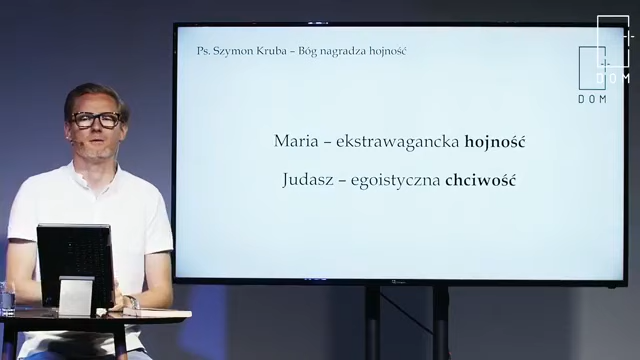 Ps. Szymon Kruba – Bóg nagradza hojność
DOM
DOM
Maria – ekstrawagancka hojność
Judasz – egoistyczna chciwość